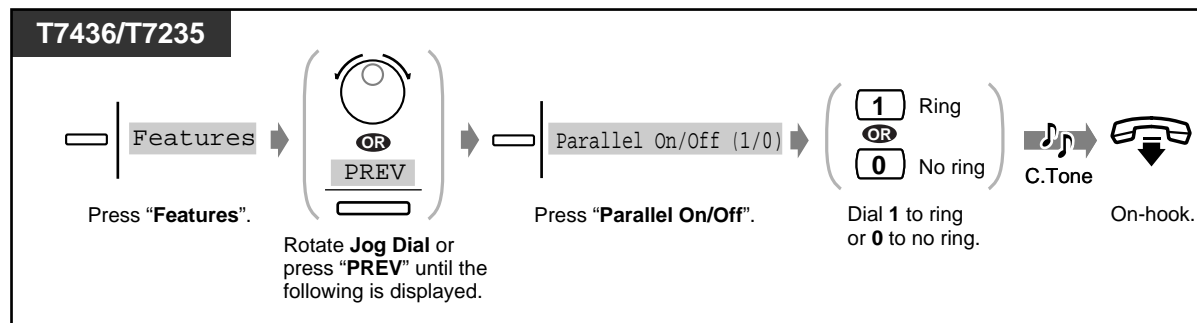 T7436/T7235
Features
OR
PREV
Parallel On/Off (1/0)
1 Ring
OR
0 No ring
C.Tone
Press “Features”.
Rotate Jog Dial or
press “PREV” until the
following is displayed.
Press “Parallel On/Off”.
Dial 1 to ring
or 0 to no ring.
On-hook.